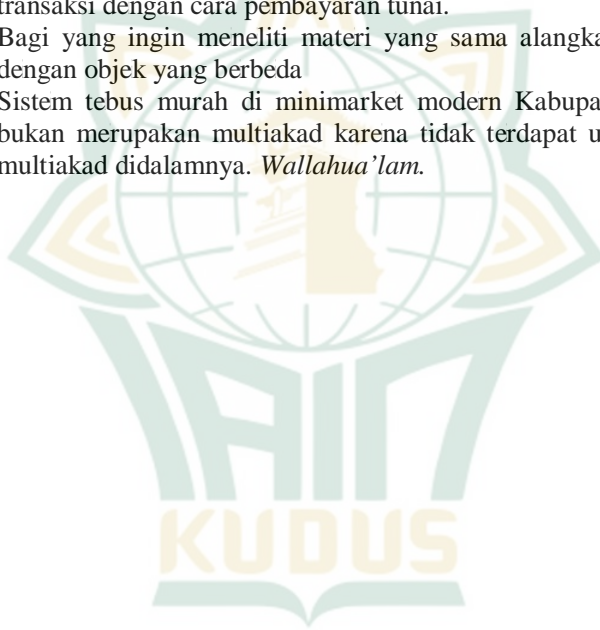 transaksi dengan cara pembayaran tunai.
Bagi yang ingin meneliti materi yang sama alangka
dengan objek yang berbeda
Sistem tebus murah di minimarket modern Kabupa
bukan merupakan multiakad karena tidak terdapat u
multiakad didalamnya. Wallahua’lam.
IAIN
KUDUS